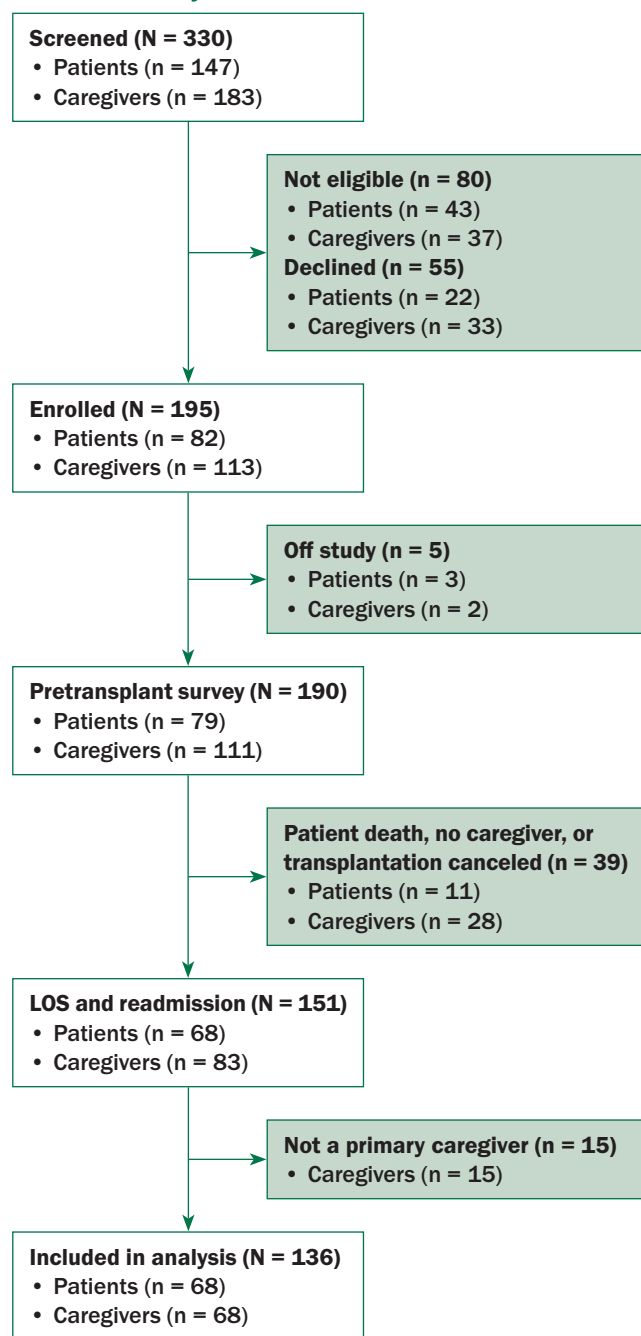 Screened (N = 330)
• Patients (n = 147)
• Caregivers (n = 183)
Not eligible (n = 80)
• Patients (n = 43)
• Caregivers (n = 37)
Declined (n = 55)
• Patients (n = 22)
• Caregivers (n = 33)
Enrolled (N = 195)
• Patients (n = 82)
• Caregivers (n = 113)
Off study (n = 5)
• Patients (n = 3)
• Caregivers (n = 2)
Pretransplant survey (N = 190)
• Patients (n = 79)
• Caregivers (n = 111)
Patient death, no caregiver, or
transplantation canceled (n = 39)
• Patients (n = 11)
• Caregivers (n = 28)
LOS and readmission (N = 151)
• Patients (n = 68)
• Caregivers (n = 83)
Not a primary caregiver (n = 15)
• Caregivers (n = 15)
Included in analysis (N = 136)
• Patients (n = 68)
• Caregivers (n = 68)